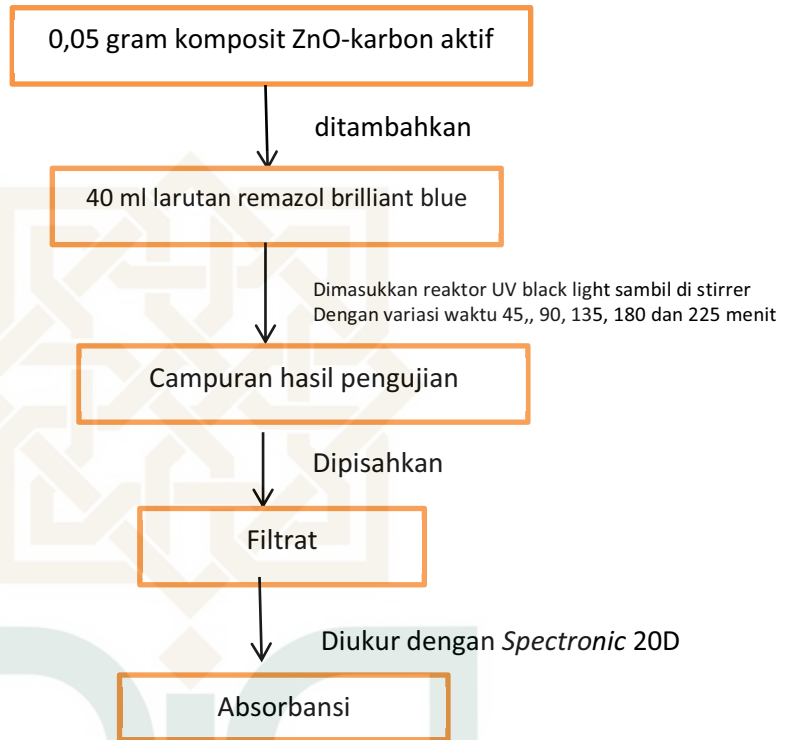 0,05 gram komposit ZnO-karbon aktif
ditambahkan
40 ml larutan remazol brilliant blue
Dimasukkan reaktor UV black light sambil di stirrer
Dengan variasi waktu 45,, 90, 135, 180 dan 225 menit
Campuran hasil pengujian
Dipisahkan
Filtrat
Diukur dengan Spectronic 20D
Absorbansi